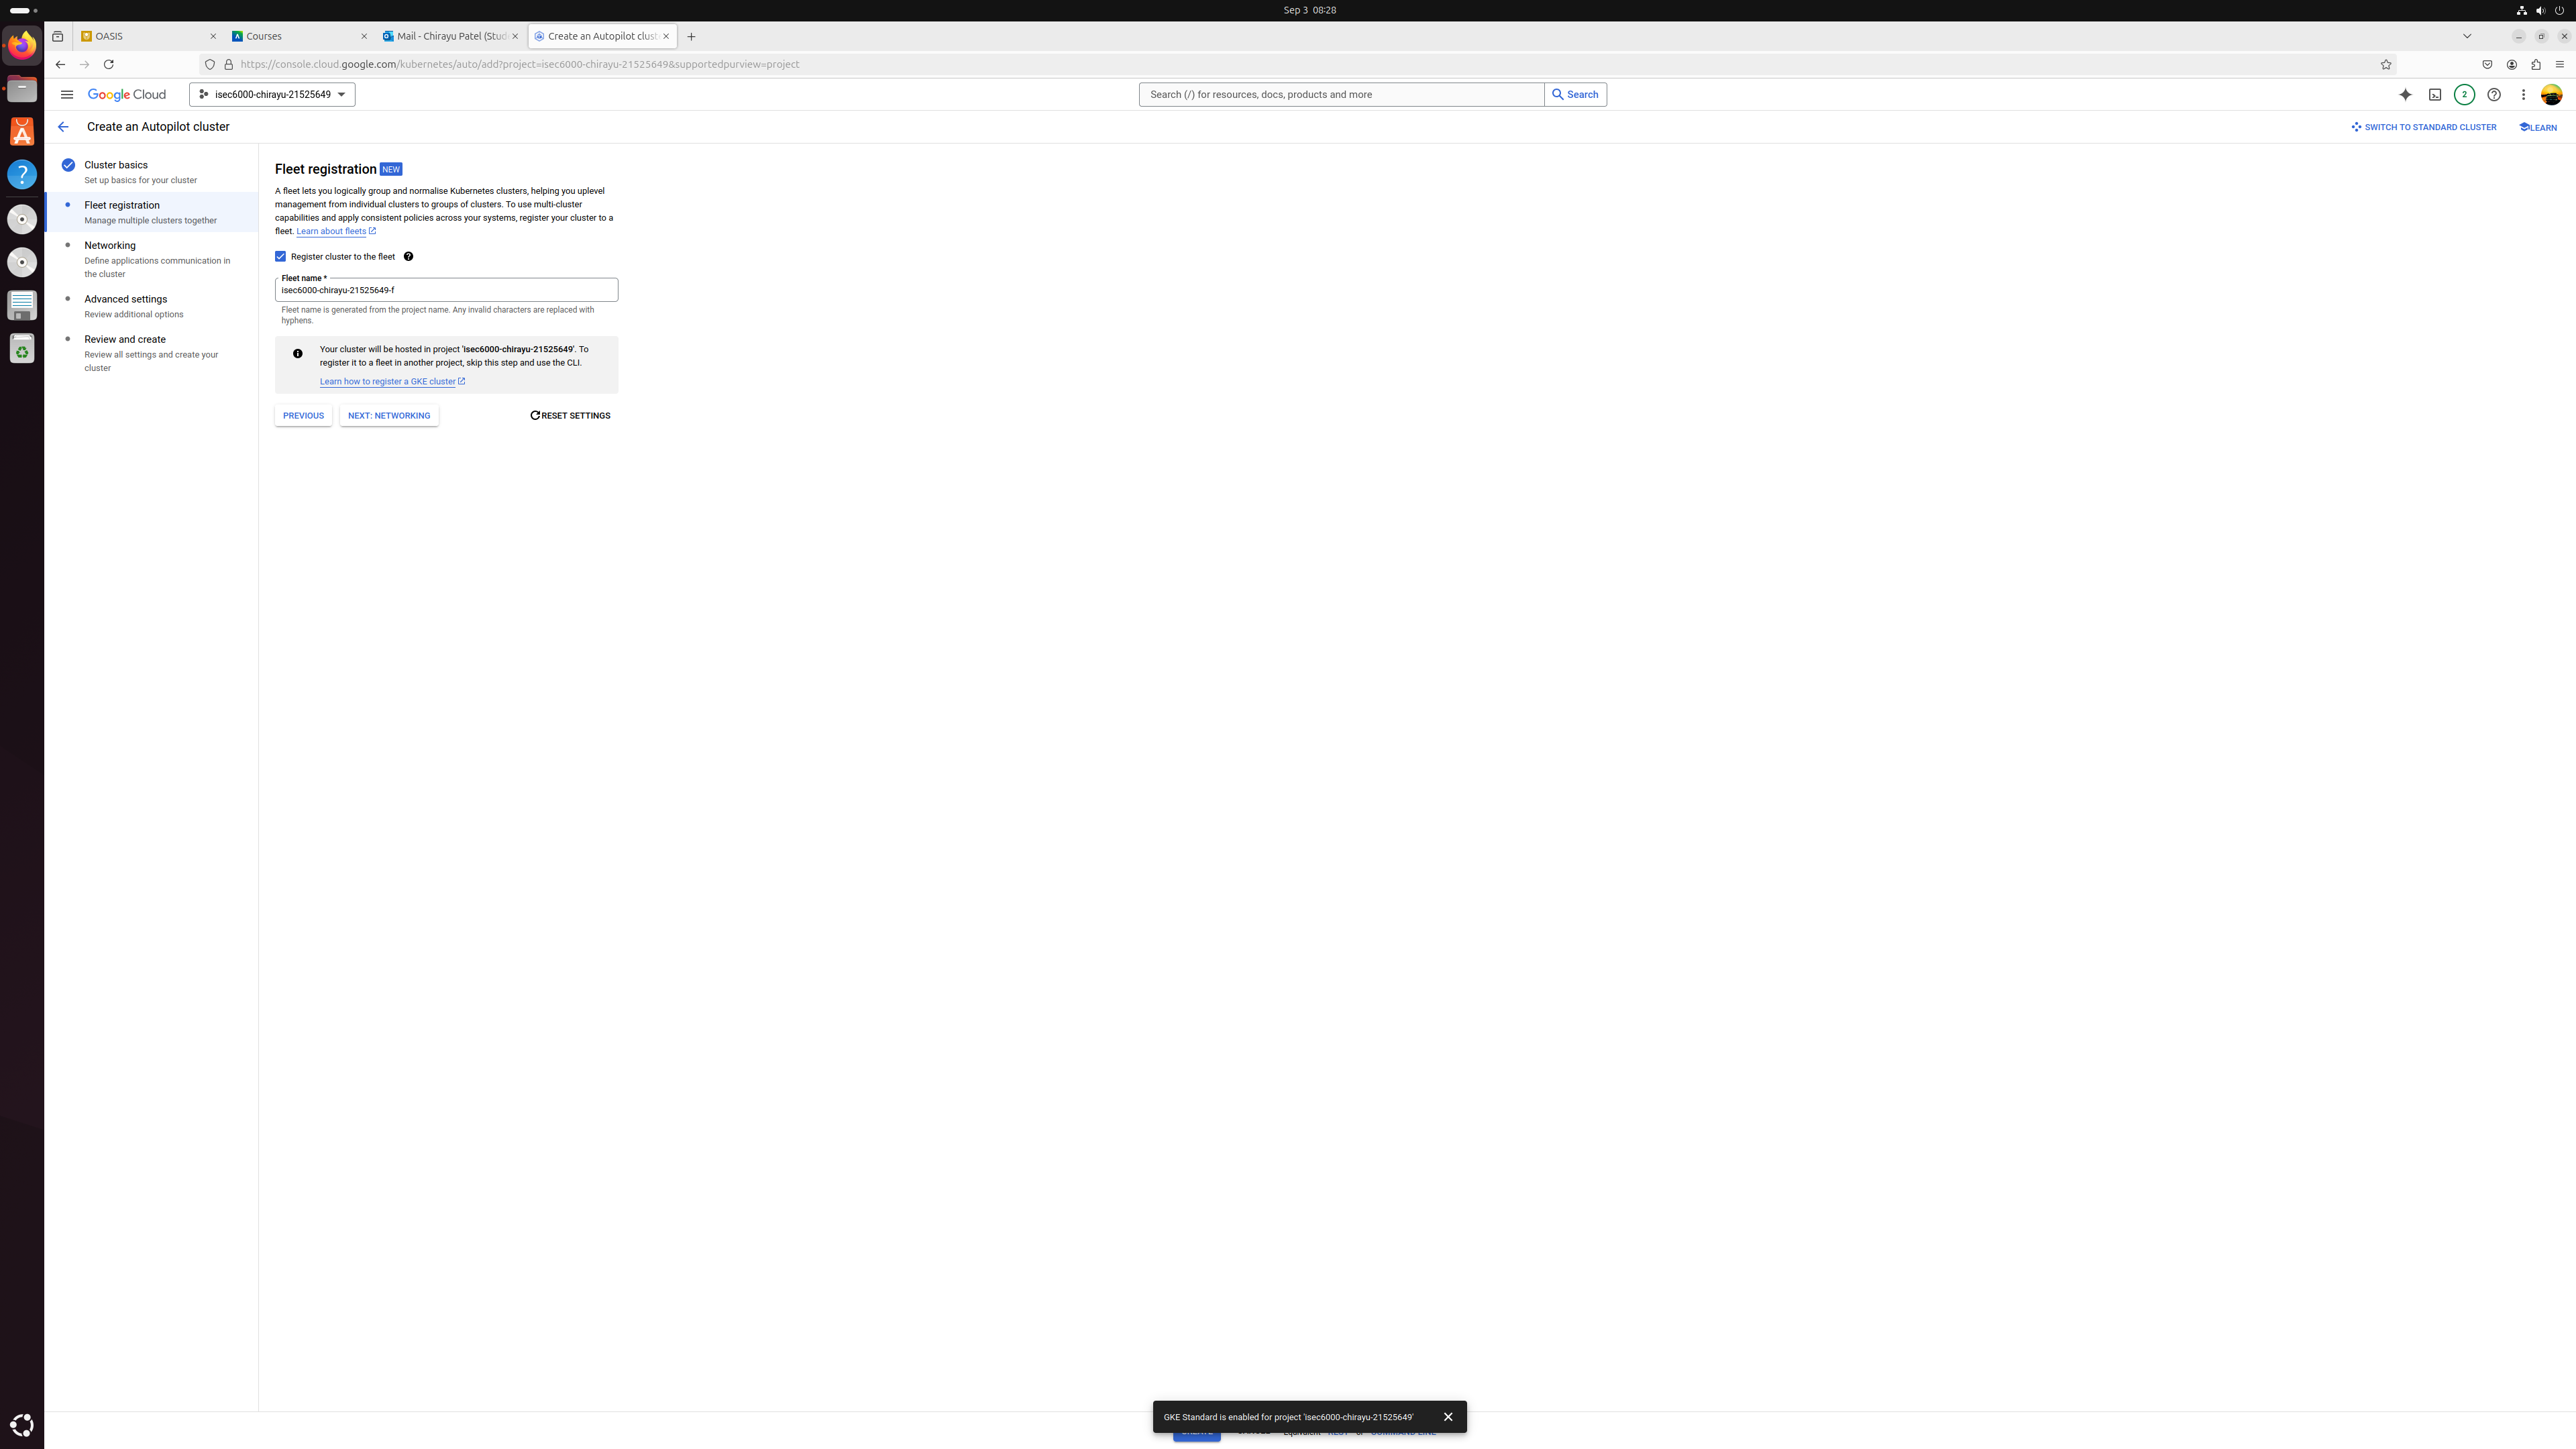 Sep 3 08:28
OASIS
Courses
Mail - Chirayu Patel (Stud
Create an Autopilot clust
https://console.cloud.google.com/kubernetes/auto/add?project=isec6000-chirayu-21525649&supportedpurview=project
Google Cloud
isec6000-chirayu-21525649
Search (/) for resources, docs, products and more
Search
2
Create an Autopilot cluster
SWITCH TO STANDARD CLUSTER
LEARN
Cluster basics
Set up basics for your cluster
Fleet registration
Manage multiple clusters together
Networking
Define applications communication in
the cluster
Advanced settings
Review additional options
Review and create
Review all settings and create your
cluster
Fleet registration NEW
A fleet lets you logically group and normalise Kubernetes clusters, helping you uplevel
management from individual clusters to groups of clusters. To use multi-cluster
capabilities and apply consistent policies across your systems, register your cluster to a
fleet. Learn about fleets
Register cluster to the fleet
Fleet name *
isec6000-chirayu-21525649-f
Fleet name is generated from the project name. Any invalid characters are replaced with
hyphens.
Your cluster will be hosted in project 'isec6000-chirayu-21525649'. To
register it to a fleet in another project, skip this step and use the CLI.
Learn how to register a GKE cluster
PREVIOUS
NEXT: NETWORKING
RESET SETTINGS
GKE Standard is enabled for project 'isec6000-chirayu-21525649'